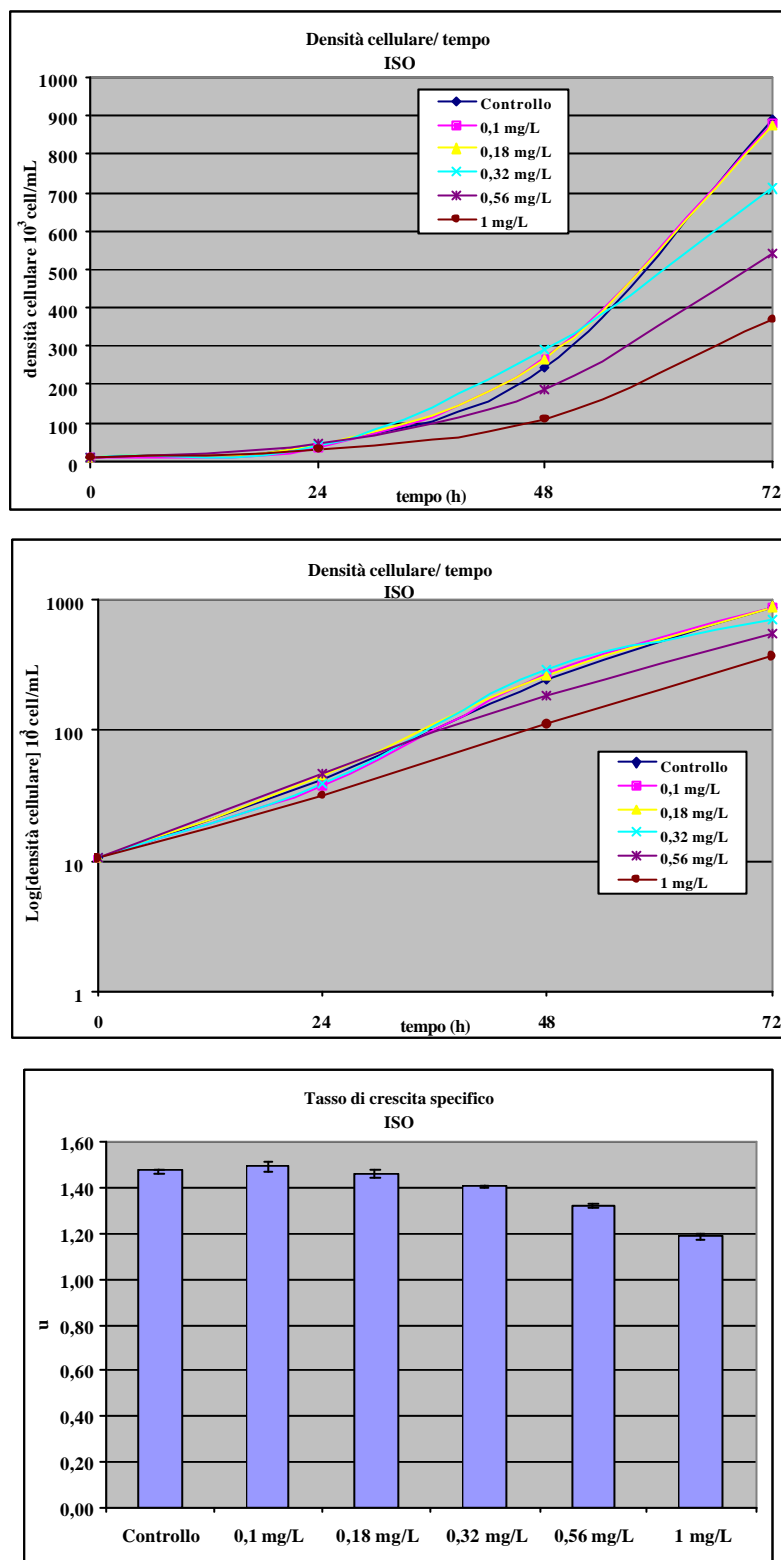 Densità cellulare/ tempo
ISO
1000
900
800
700
600
500
400
300
200
100
0
densità cellulare 10³ cell/mL
Controllo
0,1 mg/L
0,18 mg/L
0,32 mg/L
0,56 mg/L
1 mg/L
0
24
48
72
tempo (h)
Densità cellulare/ tempo
ISO
1000
100
10
1
Log[densità cellulare] 10³ cell/mL
Controllo
0,1 mg/L
0,18 mg/L
0,32 mg/L
0,56 mg/L
1 mg/L
0
24
48
72
tempo (h)
Tasso di crescita specifico
ISO
1,60
1,40
1,20
1,00
0,80
0,60
0,40
0,20
0,00
u
Controllo 0,1 mg/L 0,18 mg/L 0,32 mg/L 0,56 mg/L 1 mg/L